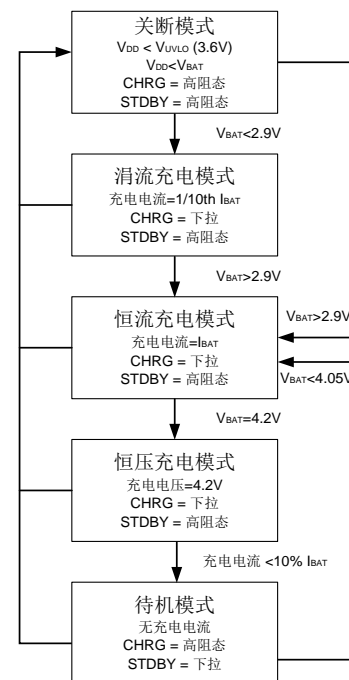 关断模式
VDD < VUVLO (3.6V)
VDD<VBAT
CHRG = 高阻态
STDBY = 高阻态
VBAT<2.9V
涓流充电模式
充电电流=1/10th IBAT
CHRG = 下拉
STDBY = 高阻态
VBAT>2.9V
恒流充电模式
充电电流=IBAT
CHRG = 下拉
STDBY = 高阻态
VBAT>2.9V
VBAT<4.05V
VBAT=4.2V
恒压充电模式
充电电压=4.2V
CHRG = 下拉
STDBY = 高阻态
充电电流 <10% IBAT
待机模式
无充电电流
CHRG = 高阻态
STDBY = 下拉